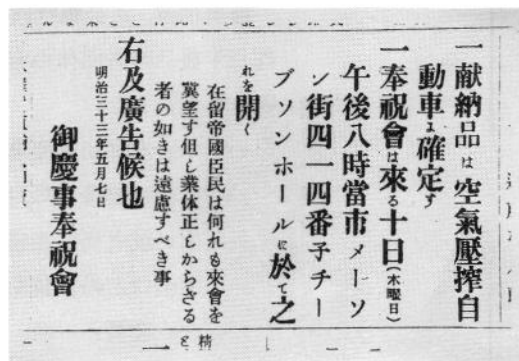 一献納品は空氣壓搾自
動車に確定す
一奉祝會は來る十日(木曜日)
午後八時當市メーソ
ン街四一四番子チー
ブソンホールに於て之
れを開く
在留帝國臣民は何れも來會を
冀望す但し業体正しからざる
者の如きは遠慮すべき事
右及廣告候也
明治三十三年五月七日
御慶事奉祝會